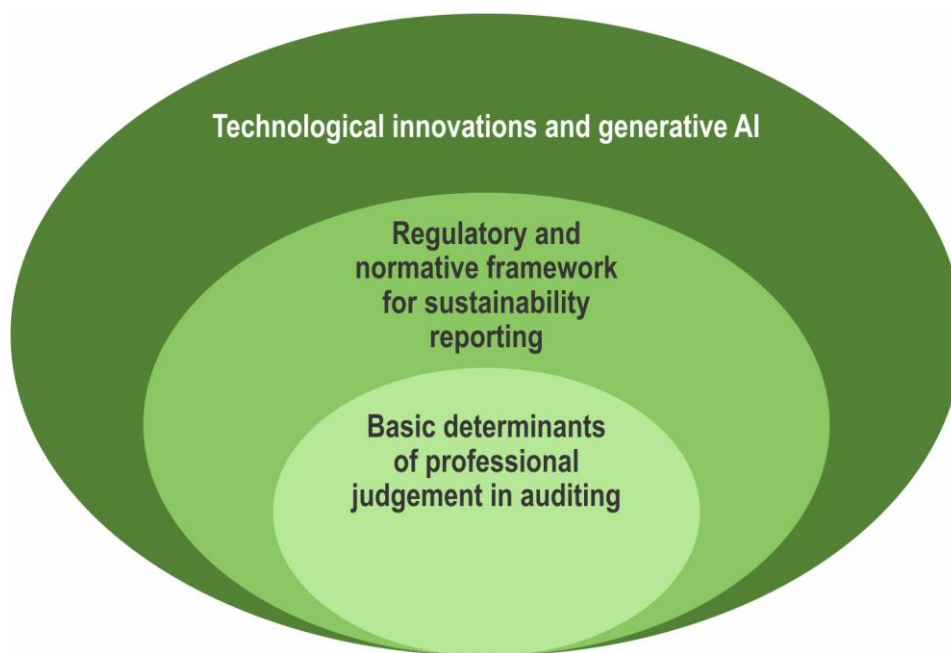 Technological innovations and generative AI
Regulatory and
normative framework
for sustainability
reporting
Basic determinants
of professional
judgement in auditing